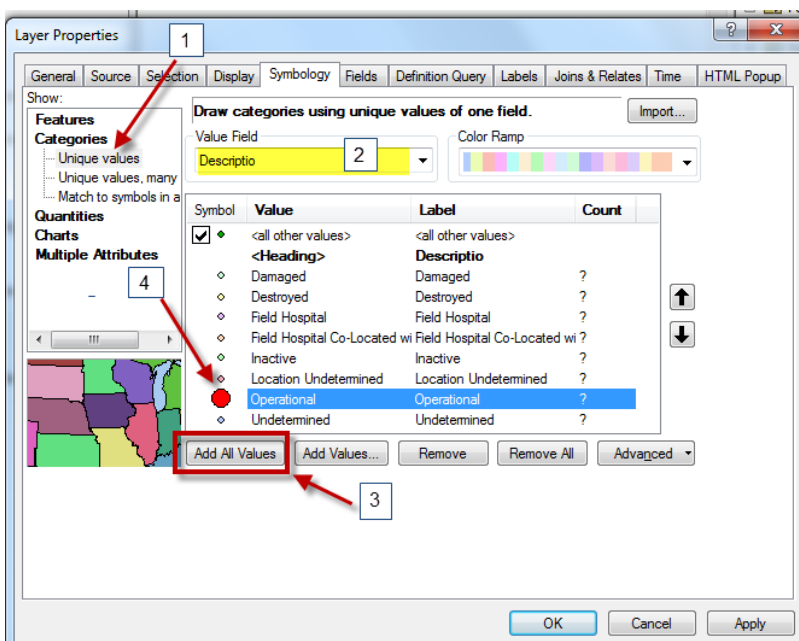 Layer Properties
1
General Source Selection Display Symbology Fields Definition Query Labels Joins & Relates Time HTML Popup
Show:
Features
Categories
Unique values
Unique values, many
Match to symbols in a
Quantities
Charts
Multiple Attributes
Draw categories using unique values of one field.
Import...
Value Field
Color Ramp
Descriptio
2
Symbol Value Label Count
<all other values> <all other values>
<Heading> Descriptio
Damaged Damaged ?
4
Destroyed Destroyed ?
Field Hospital Field Hospital ?
Field Hospital Co-Located wi Field Hospital Co-Located wi ?
Inactive Inactive ?
Location Undetermined Location Undetermined ?
Operational Operational ?
Undetermined Undetermined ?
Add All Values Add Values... Remove Remove All Advanced
3
OK Cancel Apply